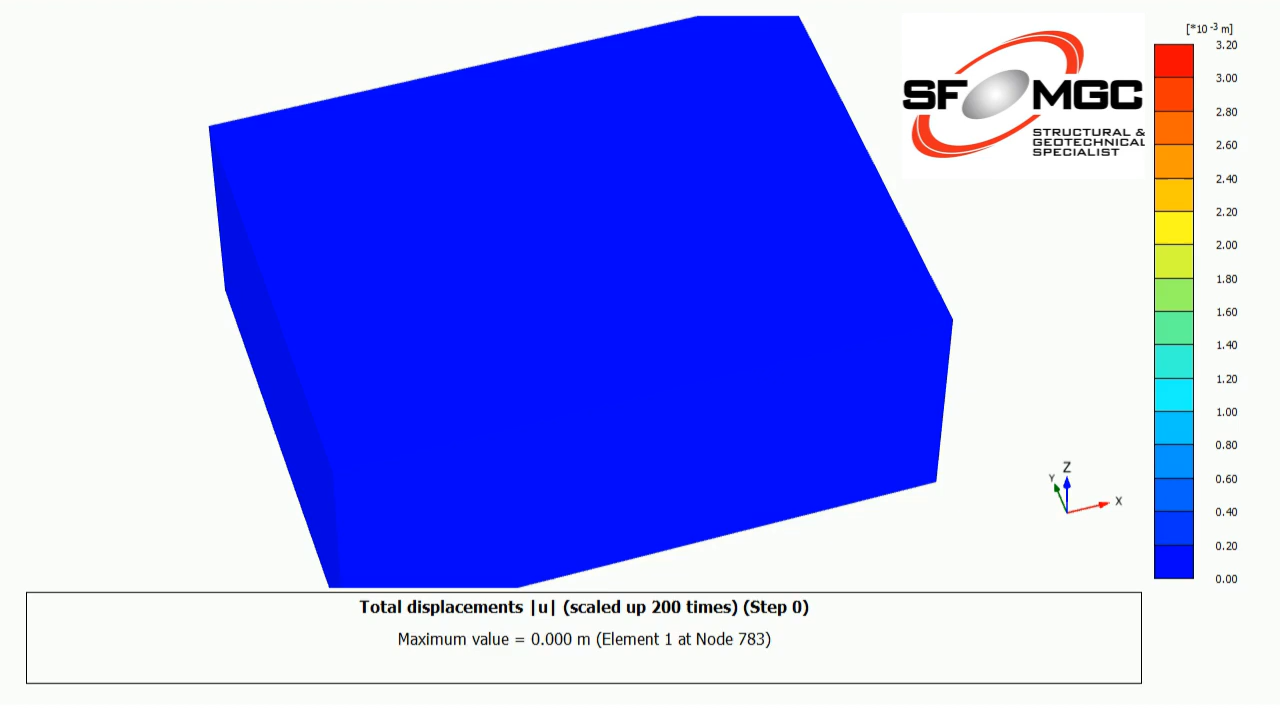 [*10 -3 m]
3.20
3.00
2.80
2.60
2.40
2.20
2.00
1.80
1.60
1.40
1.20
1.00
0.80
0.60
0.40
0.20
0.00
SF MGC
STRUCTURAL &
GEOTECHNICAL
SPECIALIST
Z
Y
X
Total displacements |u| (scaled up 200 times) (Step 0)
Maximum value = 0.000 m (Element 1 at Node 783)